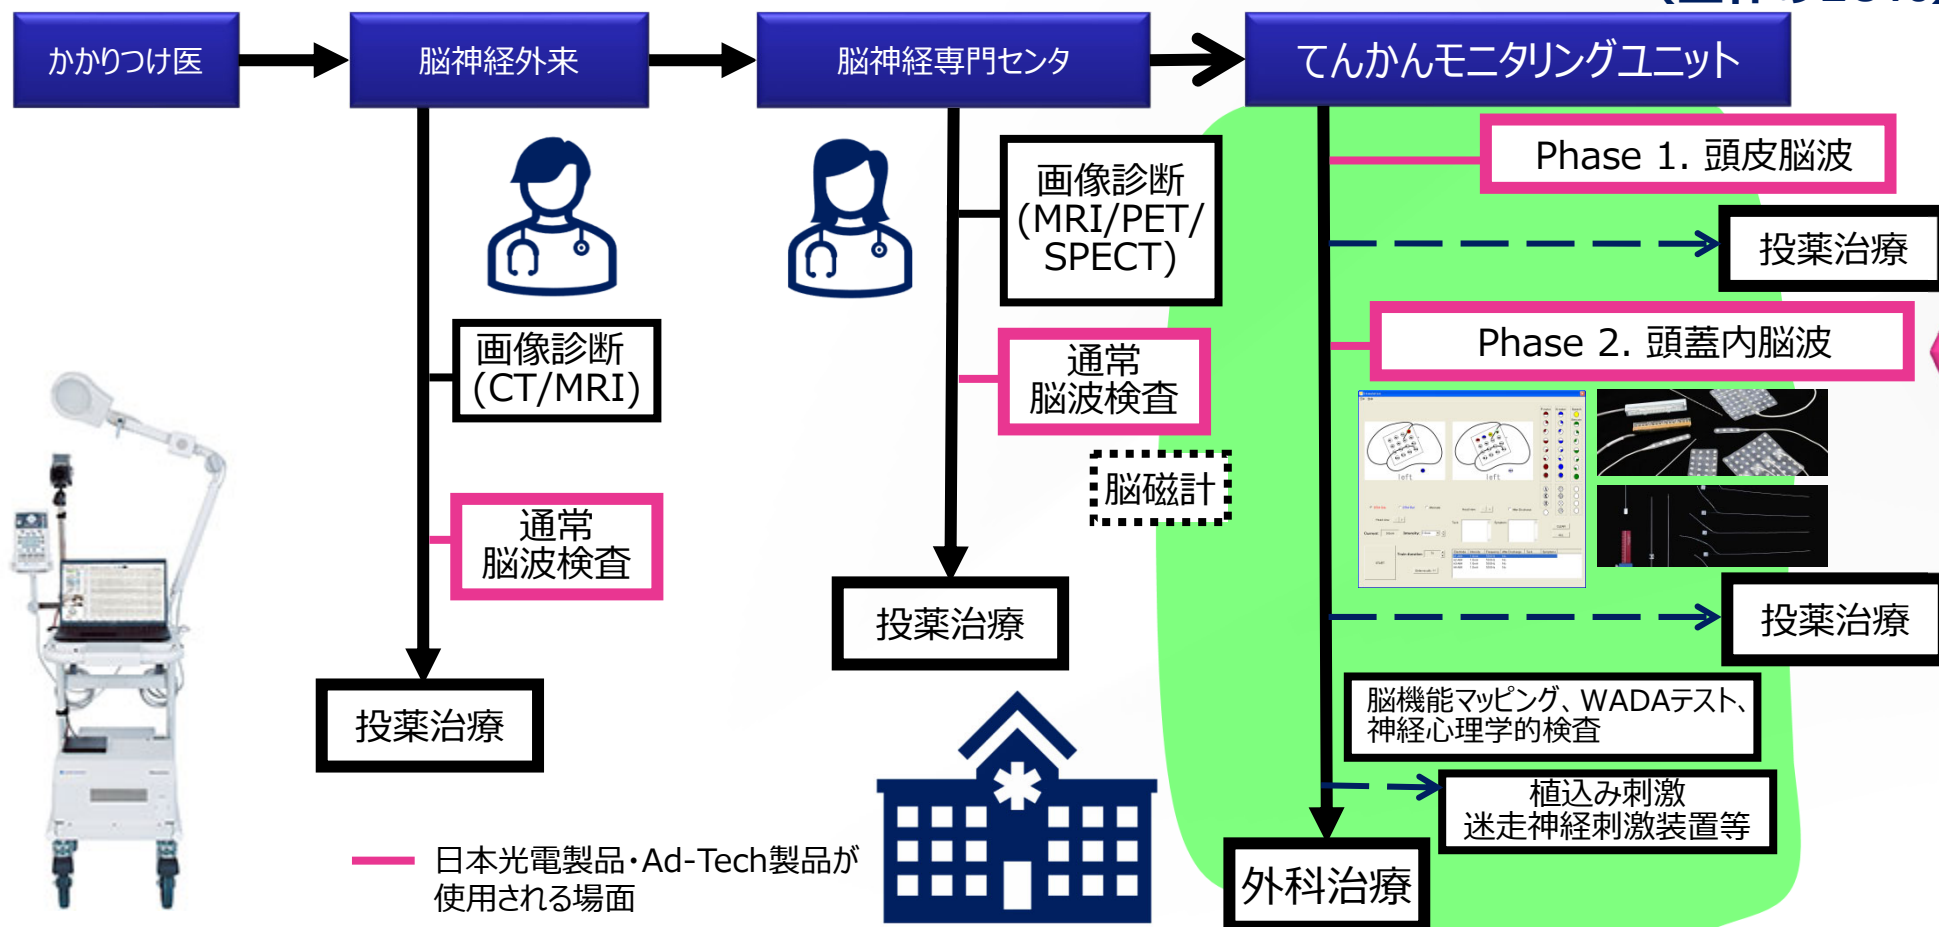 かかりつけ医
脳神経外来
脳神経専門センタ
てんかんモニタリングユニット
画像診断
(CT/MRI)
通常
脳波検査
投薬治療
画像診断
(MRI/PET/
SPECT)
通常
脳波検査
脳磁計
投薬治療
Phase 1. 頭皮脳波
投薬治療
Phase 2. 頭蓋内脳波
left
left
投薬治療
脳機能マッピング、WADAテスト、
神経心理学的検査
植込み刺激
迷走神経刺激装置等
外科治療
日本光電製品・Ad-Tech製品が
使用される場面